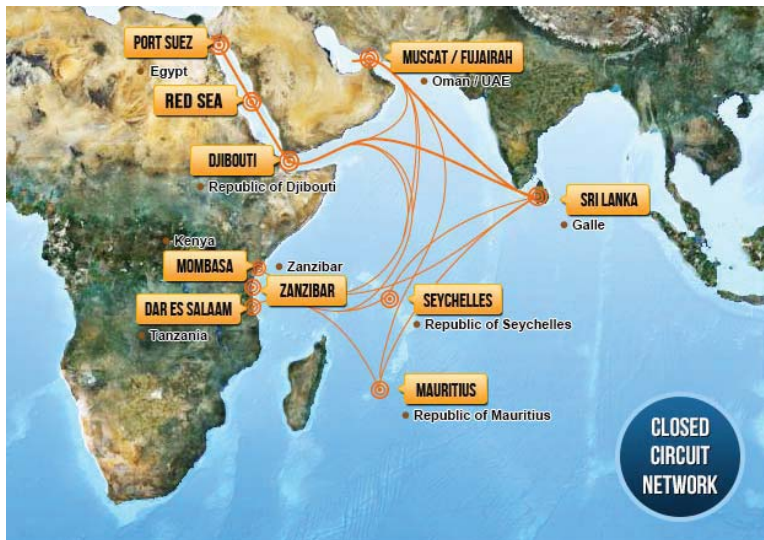 PORT SUEZ
Egypt
MUSCAT / FUJAIRAH
Oman / UAE
RED SEA
DJIBOUTI
Republic of Djibouti
SRI LANKA
Galle
Kenya
MOMBASA
Zanzibar
ZANZIBAR
DAR ES SALAAM
Tanzania
SEYCHELLES
Republic of Seychelles
MAURITIUS
Republic of Mauritius
CLOSED
CIRCUIT
NETWORK